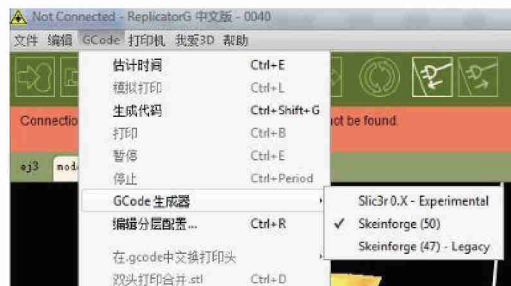 Not Connected - ReplicatorG 中文版 - 0040
文件 编辑 GCode 打印机 我爱3D 帮助
估计时间 Ctrl+E
模拟打印 Ctrl+L
生成代码 Ctrl+Shift+G
Connectio
not be found.
打印 Ctrl+B
暂停 Ctrl+E
ej3 mod
停止 Ctrl+Period
GCode 生成器
Slic3r 0.X - Experimental
编辑分层配置... Ctrl+R
✓ Skeinforge (50)
Skeinforge (47) - Legacy
在.gcode中交换打印头
双头打印合并.stl Ctrl+D